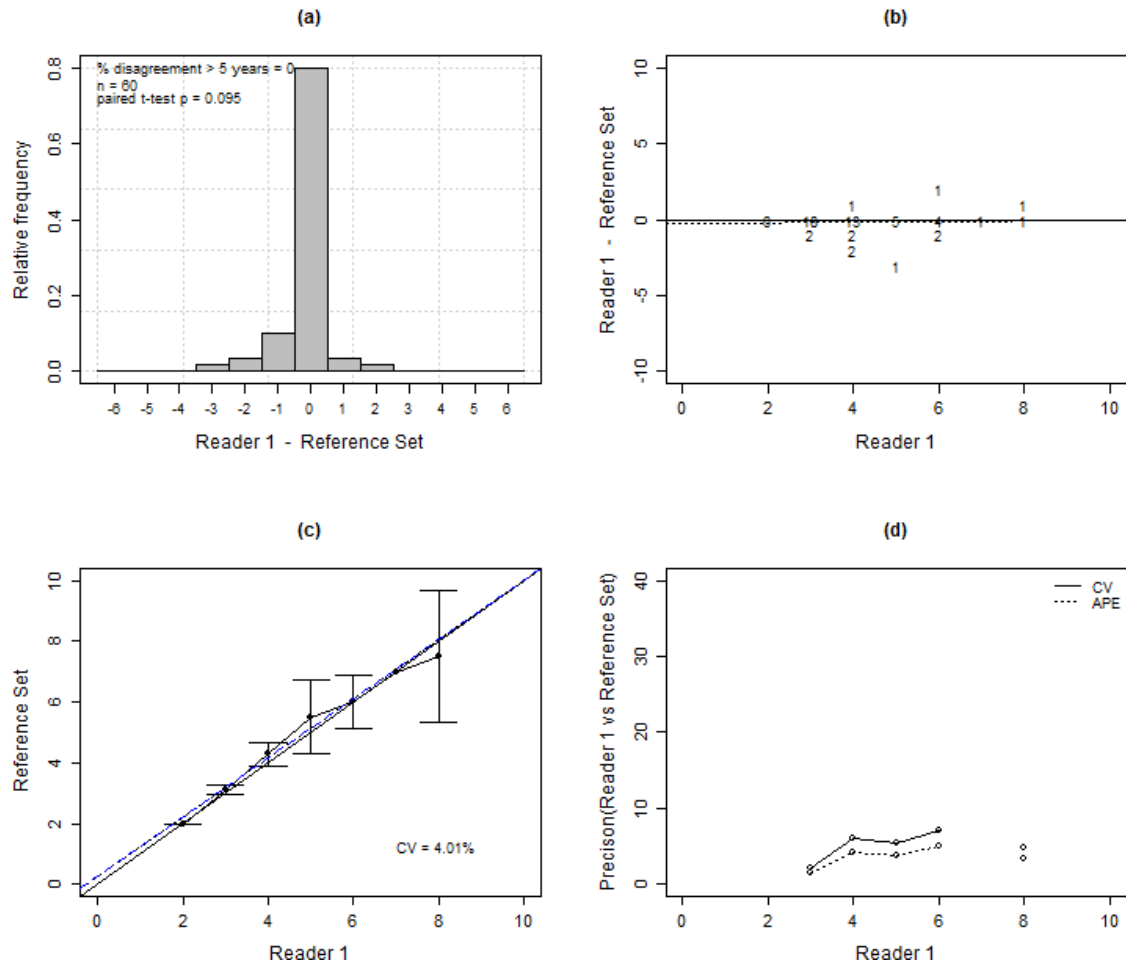 (a)
% disagreement > 5 years = 0
n = 60
paired t-test p = 0.095
Relative frequency
0.8
0.6
0.4
0.2
0.0
-6 -5 -4 -3 -2 -1 0 1 2 3 4 5 6
Reader 1 - Reference Set
(b)
Reader 1 - Reference Set
10
5
0
-5
-10
1
1 1
13 5 4 1 1
2 2 2
2
1
0 2 4 6 8 10
Reader 1
(c)
Reference Set
10
8
6
4
2
0
CV = 4.01%
0 2 4 6 8 10
Reader 1
(d)
Precison(Reader 1 vs Reference Set)
40
30
20
10
0
CV
APE
0 2 4 6 8 10
Reader 1